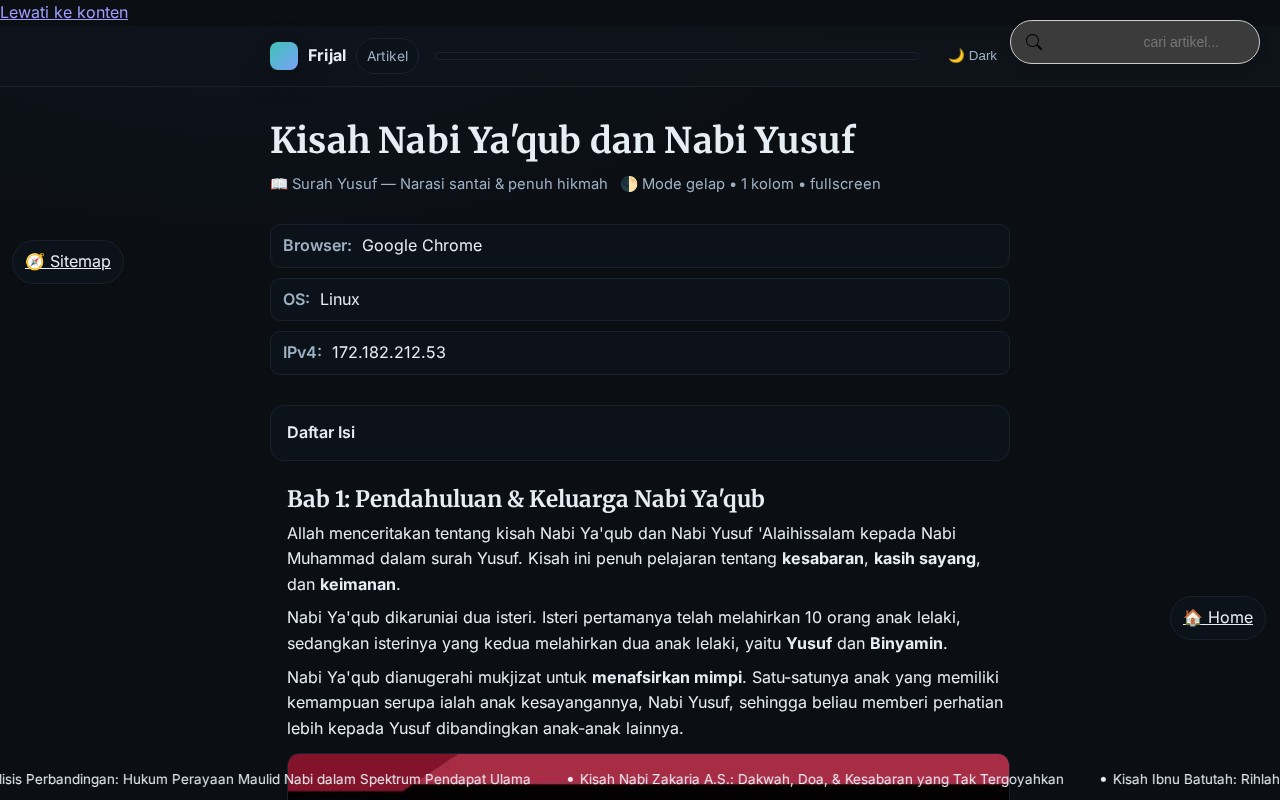 Lewati ke konten
Frijal
Artikel
🌙 Dark
cari artikel...
Kisah Nabi Ya'qub dan Nabi Yusuf
📖 Surah Yusuf — Narasi santai & penuh hikmah 🌗 Mode gelap • 1 kolom • fullscreen
🧭 Sitemap
Browser: Google Chrome
OS: Linux
IPv4: 172.182.212.53
Daftar Isi
Bab 1: Pendahuluan & Keluarga Nabi Ya'qub
Allah menceritakan tentang kisah Nabi Ya'qub dan Nabi Yusuf 'Alaihissalam kepada Nabi
Muhammad dalam surah Yusuf. Kisah ini penuh pelajaran tentang kesabaran, kasih sayang,
dan keimanan.
Nabi Ya'qub dikaruniai dua isteri. Isteri pertamanya telah melahirkan 10 orang anak lelaki,
sedangkan isterinya yang kedua melahirkan dua anak lelaki, yaitu Yusuf dan Binyamin.
🏠 Home
Nabi Ya'qub dianugerahi mukjizat untuk menafsirkan mimpi. Satu-satunya anak yang memiliki
kemampuan serupa ialah anak kesayangannya, Nabi Yusuf, sehingga beliau memberi perhatian
lebih kepada Yusuf dibandingkan anak-anak lainnya.
lisis Perbandingan: Hukum Perayaan Maulid Nabi dalam Spektrum Pendapat Ulama • Kisah Nabi Zakaria A.S.: Dakwah, Doa, & Kesabaran yang Tak Tergoyahkan • Kisah Ibnu Batutah: Rihlah